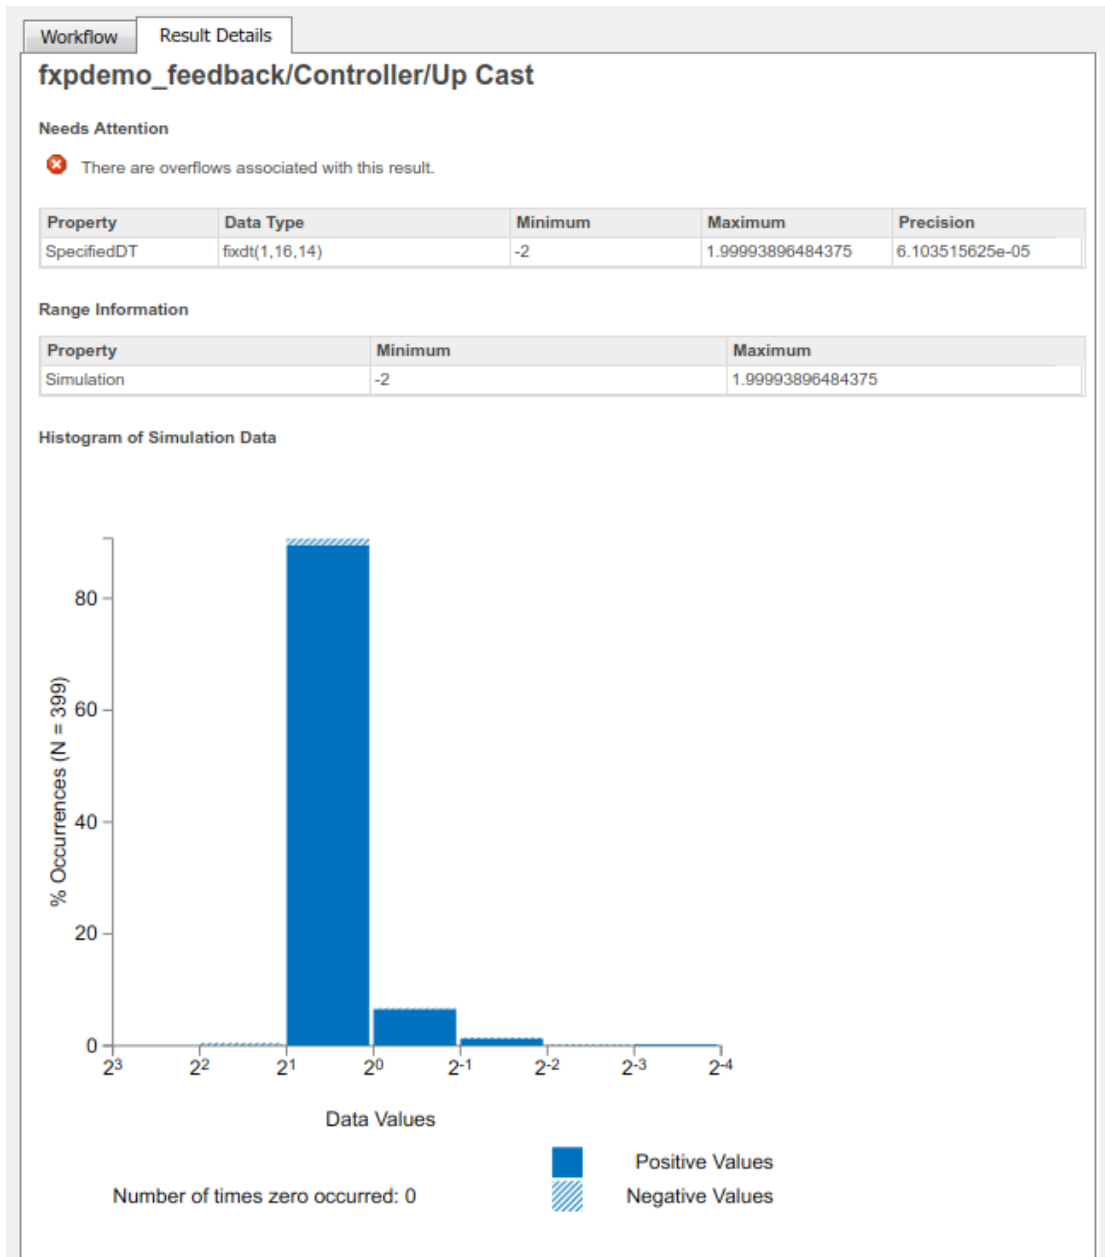 Workflow Result Details
fxpdemo_feedback/Controller/Up Cast
Needs Attention
There are overflows associated with this result.
Property Data Type Minimum Maximum Precision
SpecifiedDT fixdt(1,16,14) -2 1.99993896484375 6.103515625e-05
Range Information
Property Minimum Maximum
Simulation -2 1.99993896484375
Histogram of Simulation Data
% Occurrences (N = 399)
80
60
40
20
0
2³ 2² 2¹ 2⁰ 2⁻¹ 2⁻² 2⁻³ 2⁻⁴
Data Values
Positive Values
Number of times zero occurred: 0 Negative Values